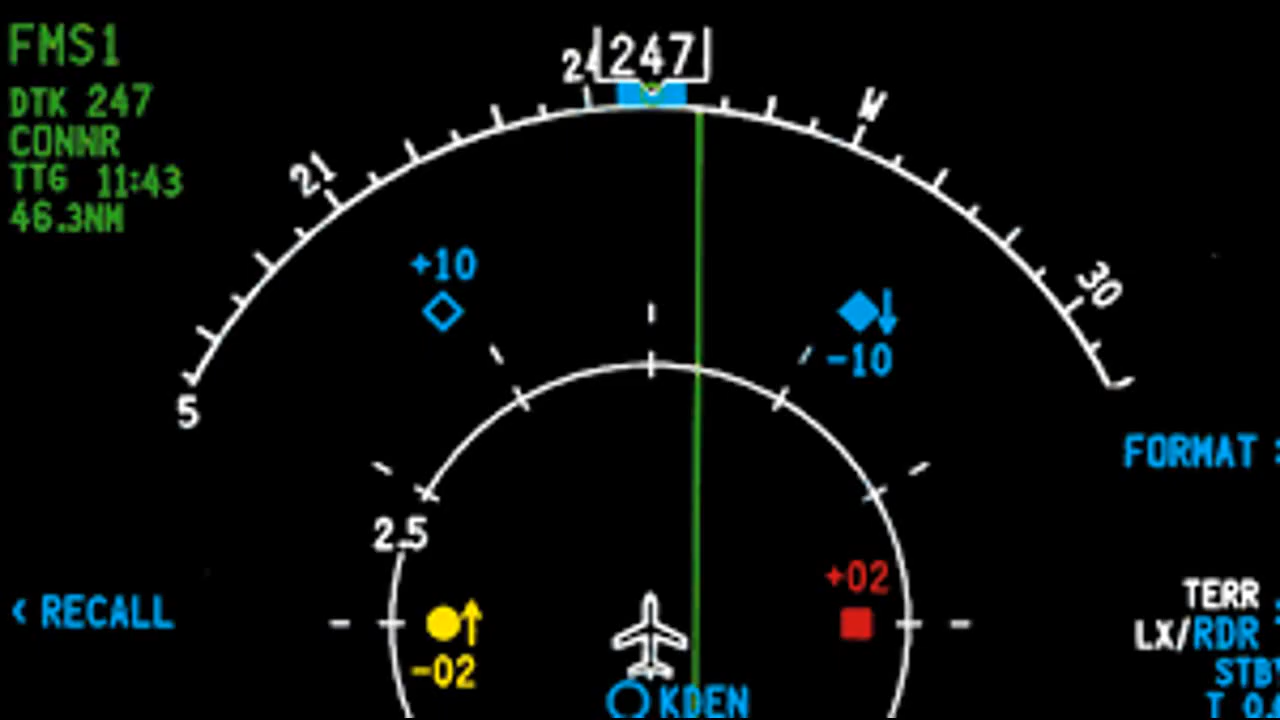 FMS1
DTK 247
CONNR
TTG 11:43
46.3NM
247
21
W
30
+10
-10
5
2.5
FORMAT >
< RECALL
+02
-02
TERR
LX/RDR
KDEN